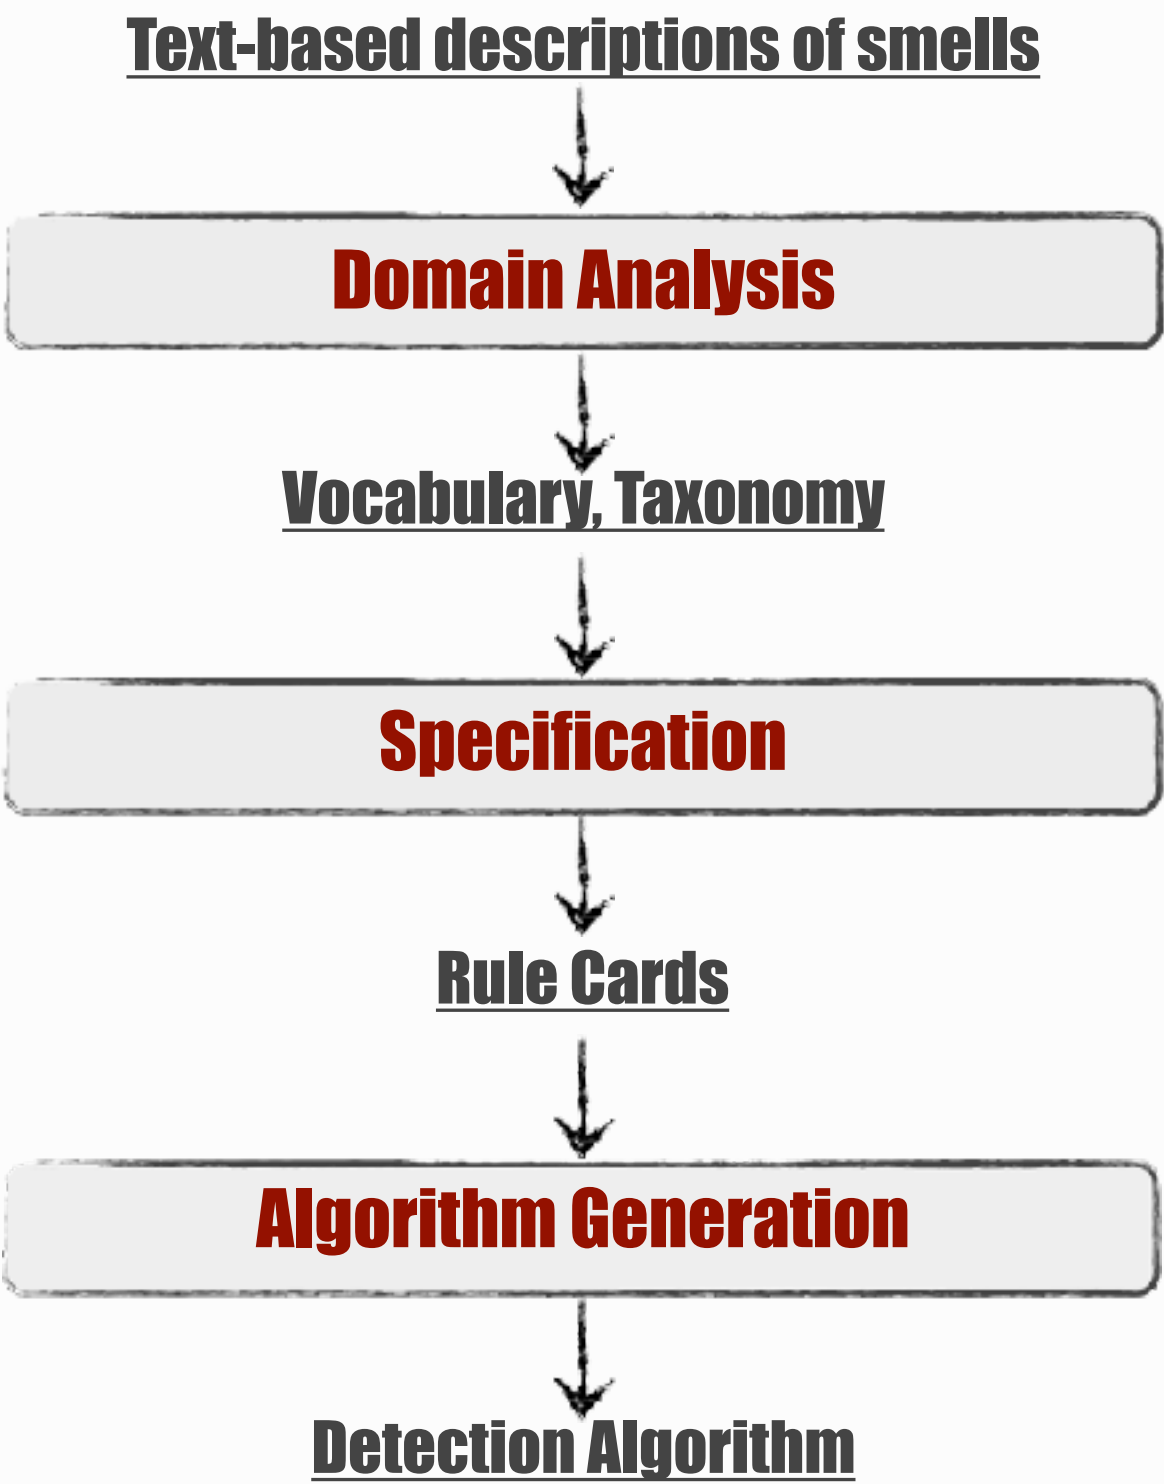 Text-based descriptions of smells
Domain Analysis
Vocabulary, Taxonomy
Specification
Rule Cards
Algorithm Generation
Detection Algorithm